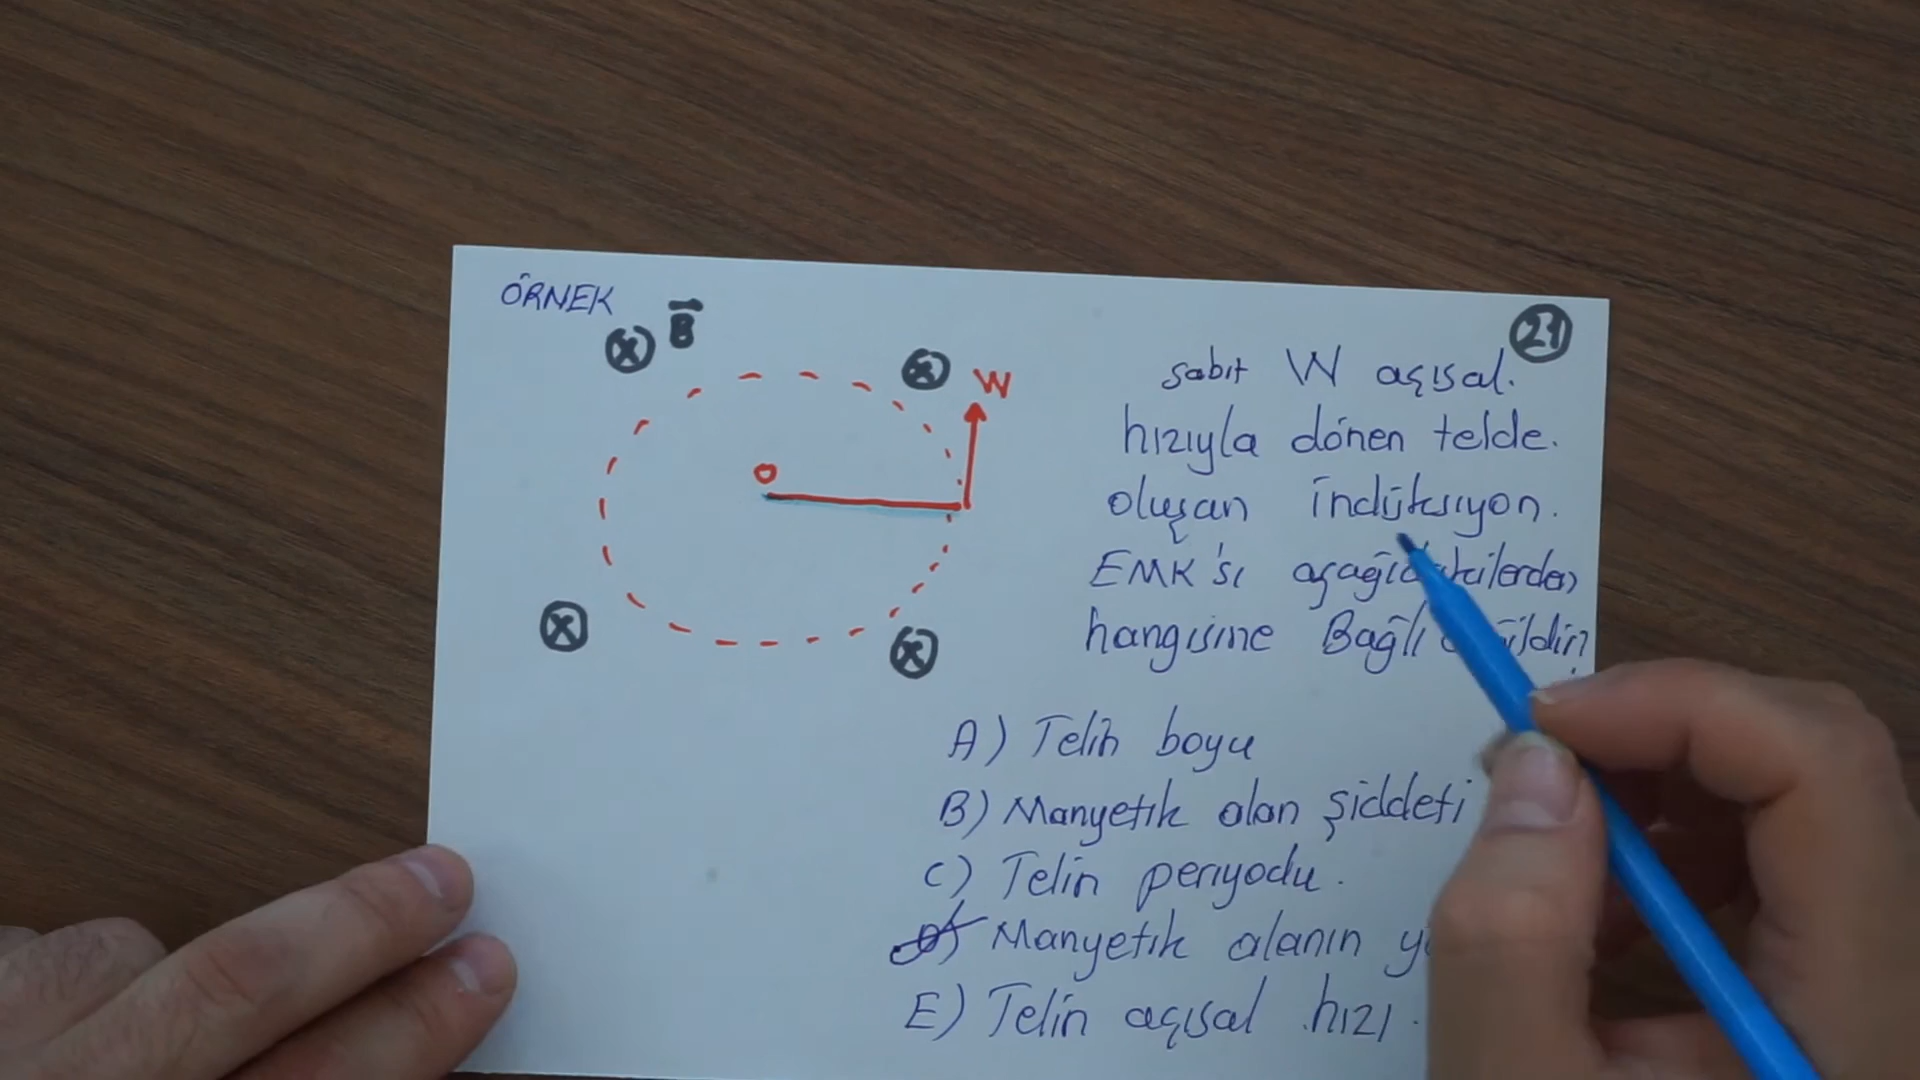 ÖRNEK
B
W
O
21
sabit W açısal.
hızıyla dönen telde.
oluşan indüksiyon.
EMK'sı
hangisine Bağlı
A) Telin boyu
B) Manyetik alan şiddeti
C) Telin periyodu.
D) Manyetik alanın
E) Telin açısal hızı.